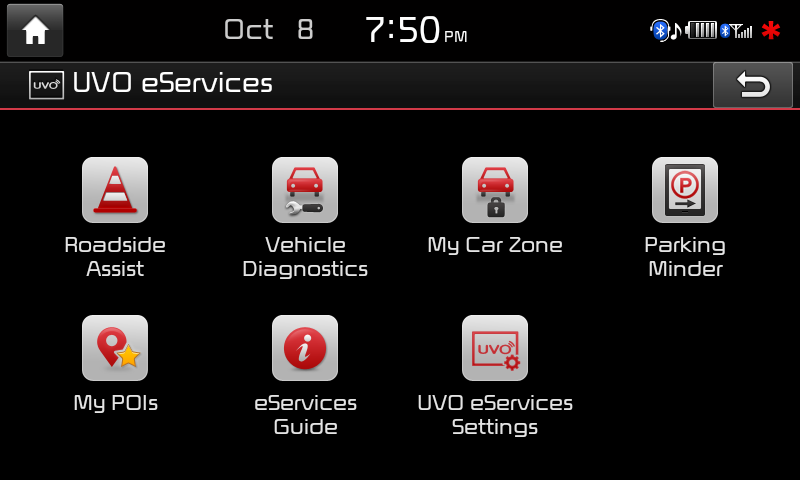 Oct 8 7:50 PM
UVO UVO eServices
P
Roadside Vehicle My Car Zone Parking
Assist Diagnostics Minder
i UVO
My POIs eServices UVO eServices
Guide Settings